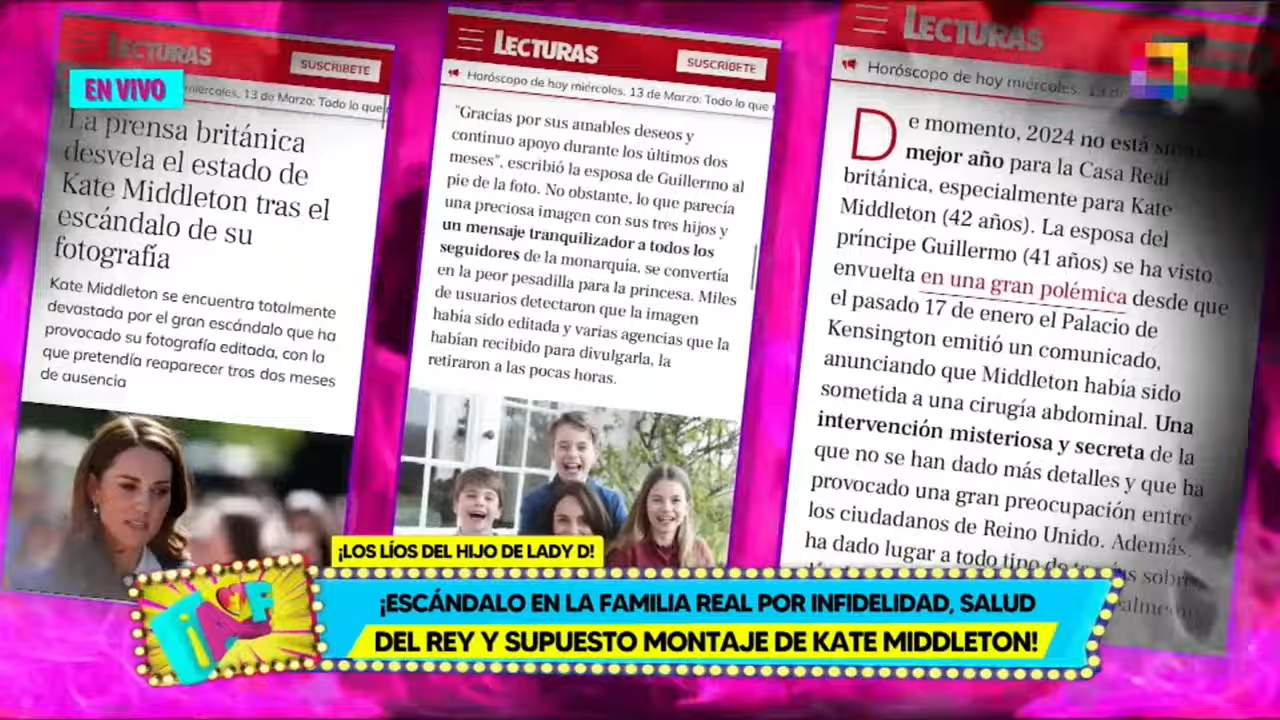 LECTURAS
SUSCRÍBETE
EN VIVO
miércoles, 13 de Marzo: Todo lo que
La prensa británica
desvela el estado de
Kate Middleton tras el
escándalo de su
fotografía
Kate Middleton se encuentra totalmente
devastada por el gran escándalo que ha
provocado su fotografía editada, con la
que pretendía reaparecer tras dos meses
de ausencia
LECTURAS
SUSCRÍBETE
Horóscopo de hoy miércoles, 13 de Marzo: Todo lo que
"Gracias por sus amables deseos y
continuo apoyo durante los últimos dos
meses", escribió la esposa de Guillermo al
pie de la foto. No obstante, lo que parecía
una preciosa imagen con sus tres hijos y
un mensaje tranquilizador a todos los
seguidores de la monarquía, se convertía
en la peor pesadilla para la princesa. Miles
de usuarios detectaron que la imagen
había sido editada y varias agencias que la
habían recibido para divulgarla, la
retiraron a las pocas horas.
LECTURAS
Horóscopo de hoy miércoles, 13
De momento, 2024 no está
mejor año para la Casa Real
británica, especialmente para Kate
Middleton (42 años). La esposa del
príncipe Guillermo (41 años) se ha visto
envuelta en una gran polémica desde que
el pasado 17 de enero el Palacio de
Kensington emitió un comunicado,
anunciando que Middleton había sido
sometida a una cirugía abdominal. Una
intervención misteriosa y secreta de la
que no se han dado más detalles y que ha
provocado una gran preocupación entre
los ciudadanos de Reino Unido. Además,
ha dado lugar a todo tipo de
¡LOS LÍOS DEL HIJO DE LADY D!
¡ESCÁNDALO EN LA FAMILIA REAL POR INFIDELIDAD, SALUD
DEL REY Y SUPUESTO MONTAJE DE KATE MIDDLETON!